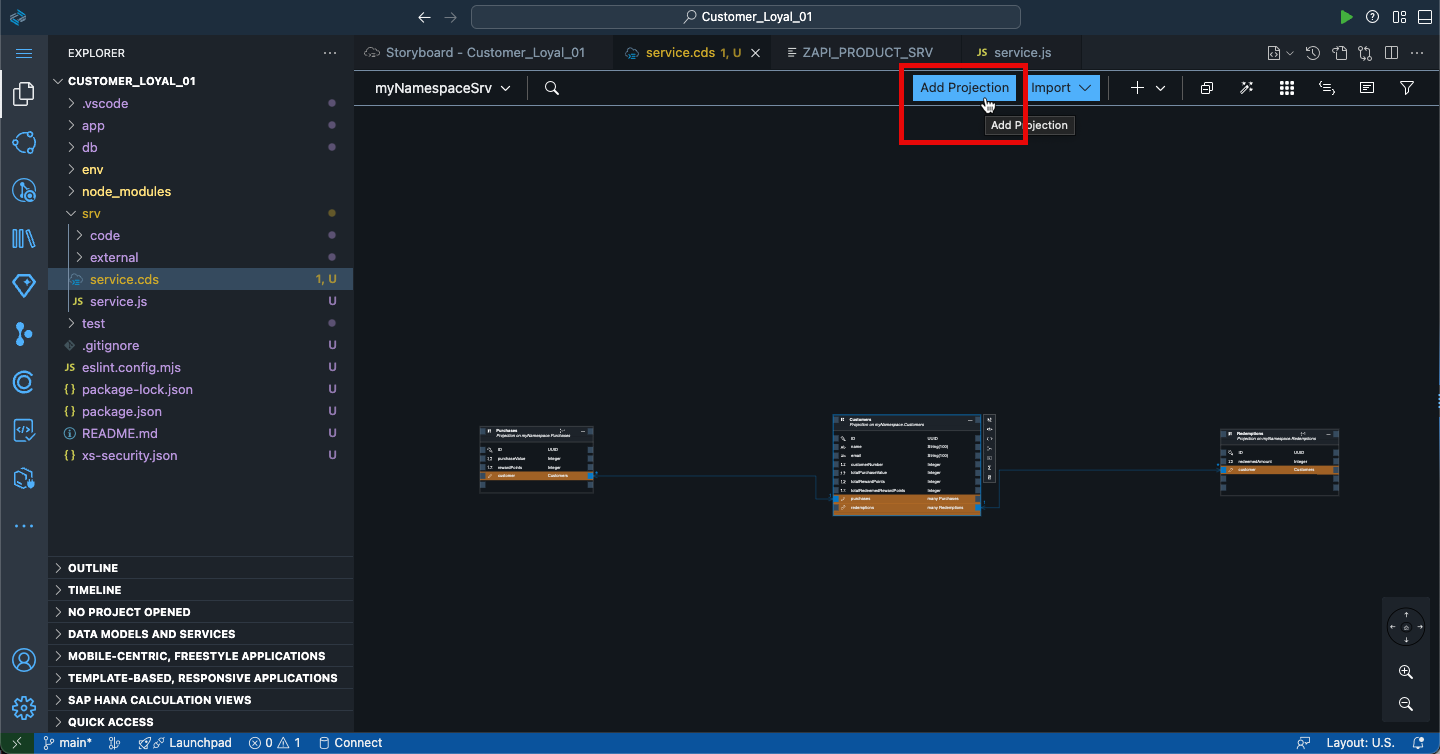 Customer_Loyal_01
EXPLORER
CUSTOMER_LOYAL_01
.vscode
app
db
env
node_modules
srv
code
external
service.cds 1, U
JS service.js U
test
.gitignore U
JS eslint.config.mjs U
{} package-lock.json U
{} package.json U
README.md U
{} xs-security.json U
OUTLINE
TIMELINE
NO PROJECT OPENED
DATA MODELS AND SERVICES
MOBILE-CENTRIC, FREESTYLE APPLICATIONS
TEMPLATE-BASED, RESPONSIVE APPLICATIONS
SAP HANA CALCULATION VIEWS
QUICK ACCESS
Storyboard - Customer_Loyal_01
service.cds 1, U
ZAPI_PRODUCT_SRV
JS service.js
myNamespaceSrv
Add Projection
Import
Add Projection
Purchases
Projection on myNamespace.Purchases
ID UUID
purchaseValue Integer
rewardPoints Integer
customer Customers
Customers
Projection on myNamespace.Customers
ID UUID
name String(100)
email String(100)
customerNumber Integer
totalPurchaseValue Integer
totalRewardPoints Integer
totalRedeemedRewardPoints Integer
purchases many Purchases
redemptions many Redemptions
Redemptions
Projection on myNamespace.Redemptions
ID UUID
redeemedAmount Integer
customer Customers
main*
Launchpad
0
1
Connect
Layout: U.S.